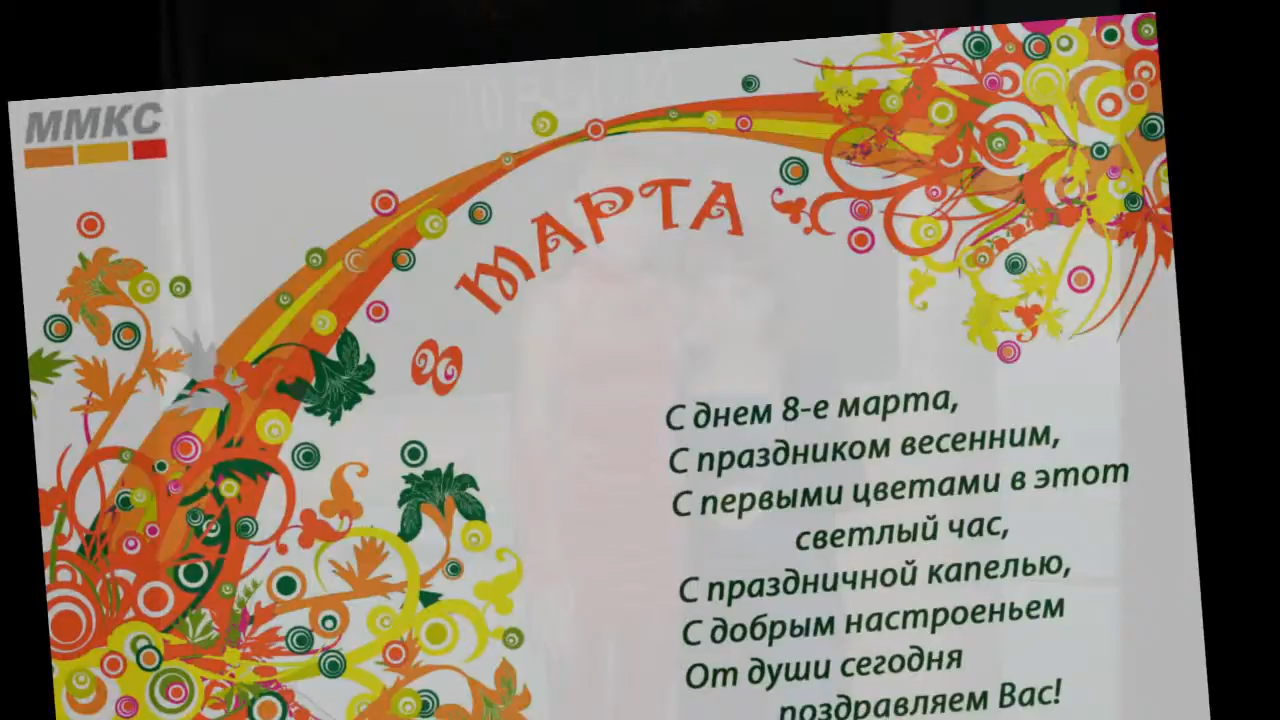 ММКС
8 МАРТА
С днем 8-е марта,
С праздником весенним,
С первыми цветами в этот
светлый час,
С праздничной капелью,
С добрым настроеньем
От души сегодня
поздравляем Вас!